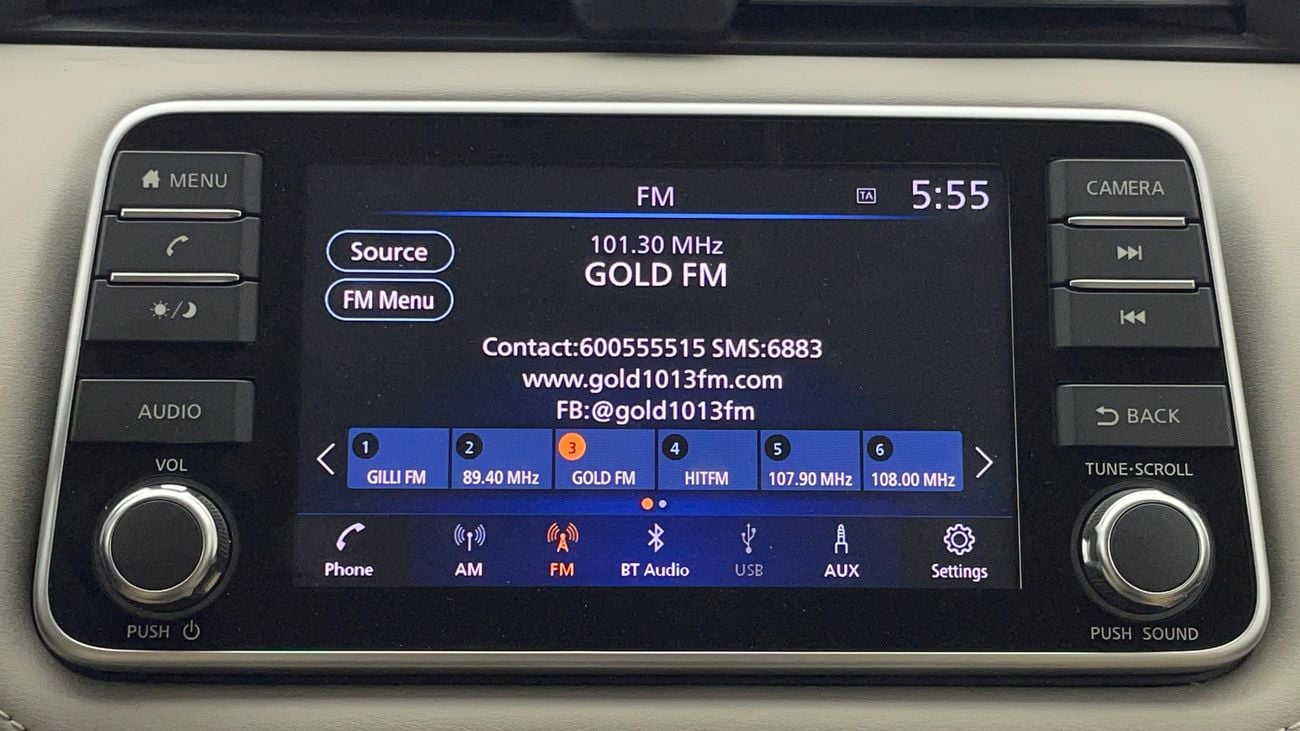 MENU
AUDIO
VOL
PUSH
FM
TA
5:55
Source
FM Menu
101.30 MHz
GOLD FM
Contact:600555515 SMS:6883
www.gold1013fm.com
FB:@gold1013fm
1 GILLI FM
2 89.40 MHz
3 GOLD FM
4 HITFM
5 107.90 MHz
6 108.00 MHz
Phone
AM
FM
BT Audio
USB
AUX
Settings
CAMERA
BACK
TUNE·SCROLL
PUSH SOUND